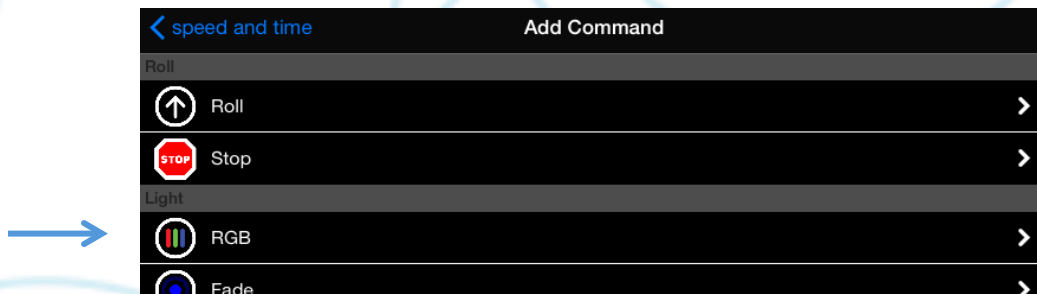 speed and time Add Command
Roll
Roll
STOP Stop
Light
RGB
Fade